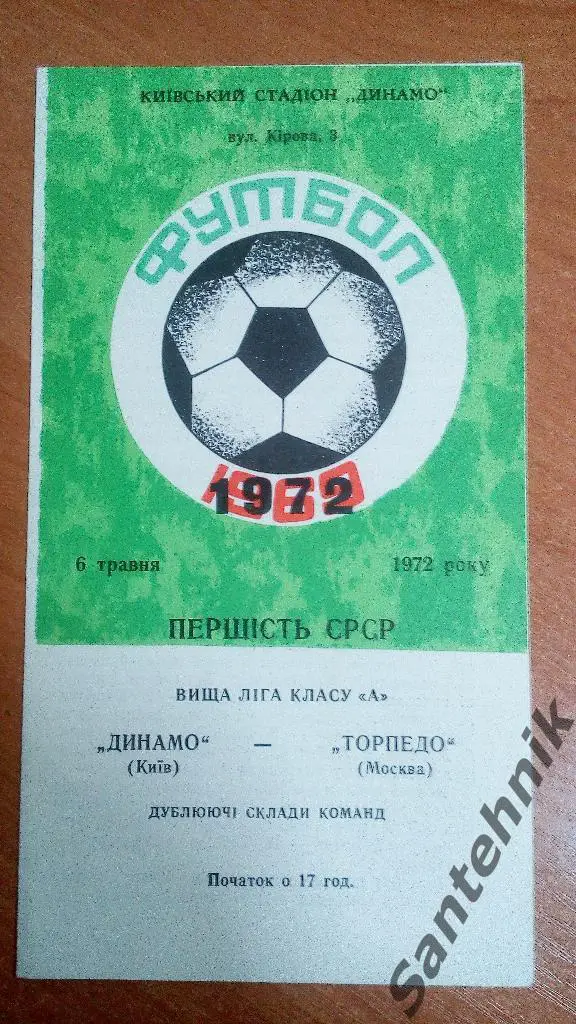 КИЇВСЬКИЙ СТАДІОН „ДИНАМО“
вул. Кірова, 3
ФУТБОЛ
1972
6 травня 1972 року
ПЕРШІСТЬ СРСР
ВИЩА ЛІГА КЛАСУ «А»
„ДИНАМО“ — „ТОРПЕДО“
(Київ) (Москва)
ДУБЛЮЮЧІ СКЛАДИ КОМАНД
Початок о 17 год.
Santehnik